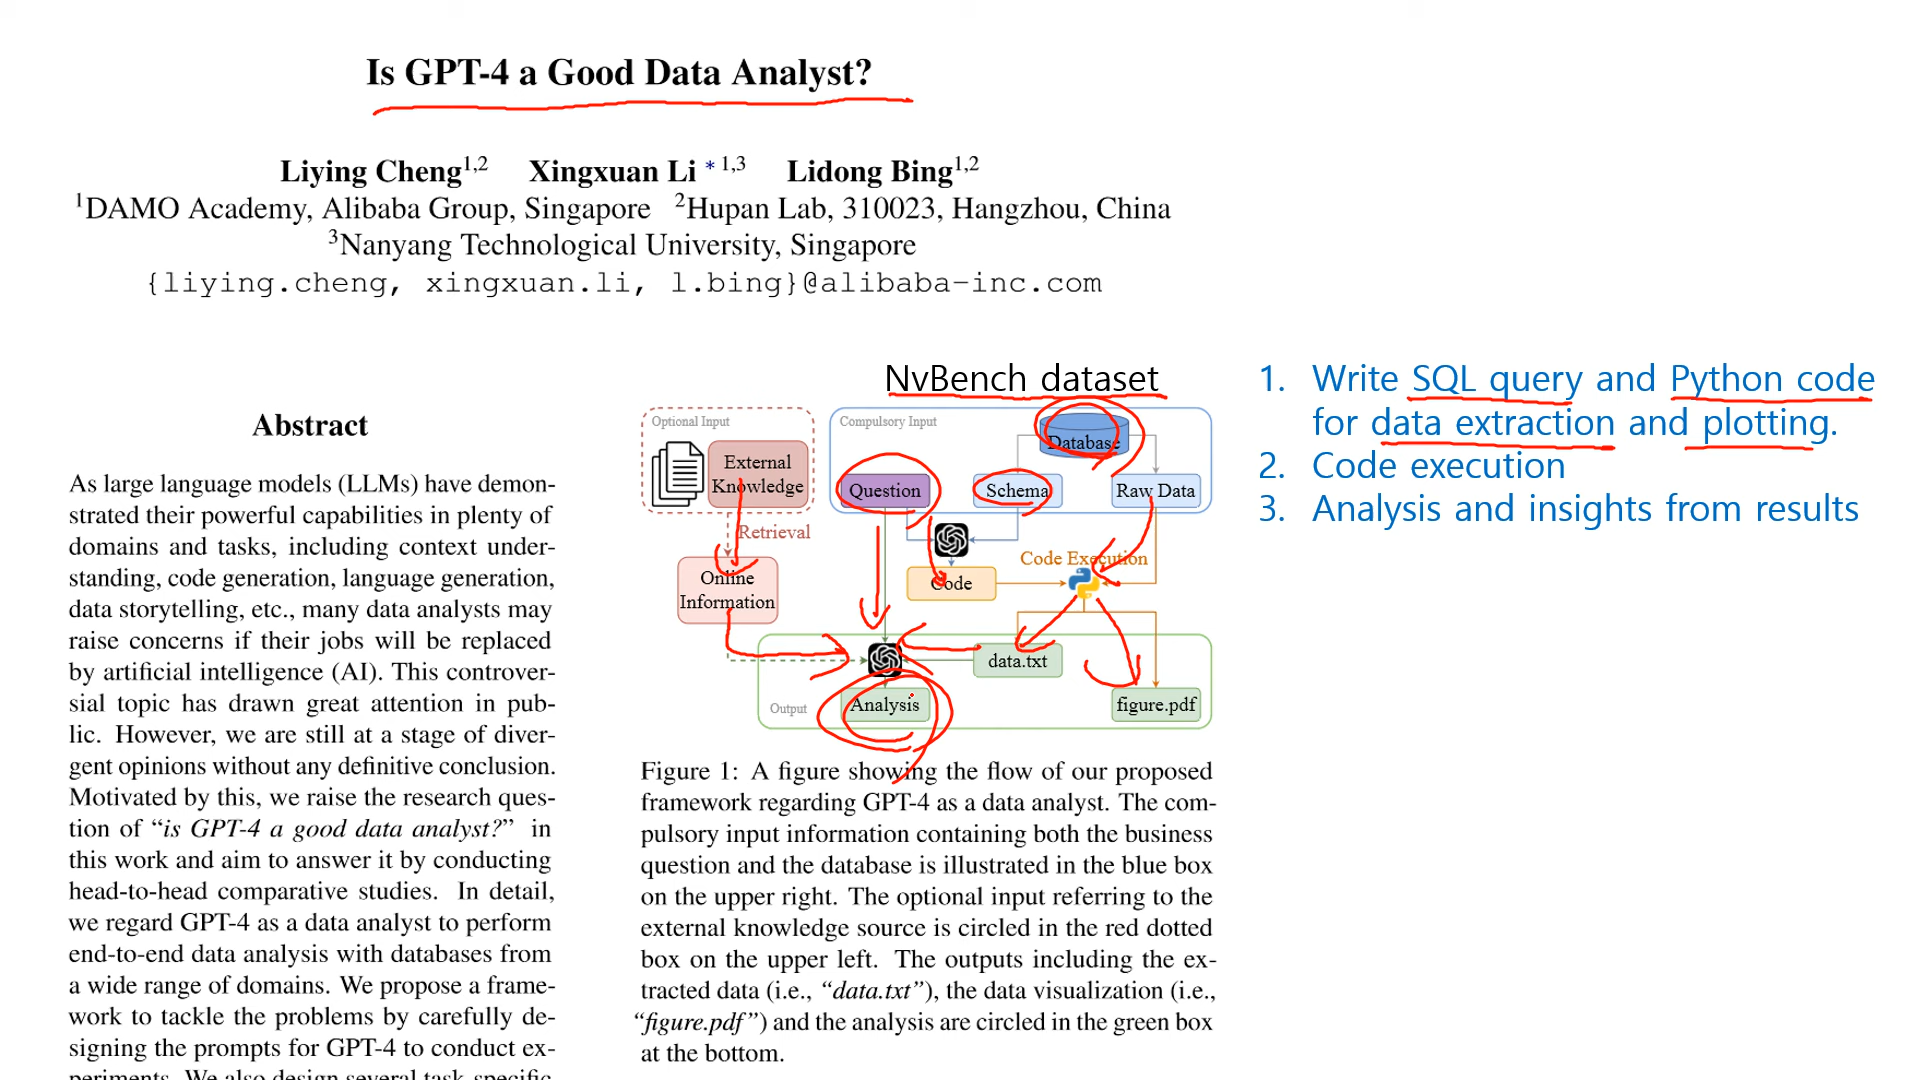 Is GPT-4 a Good Data Analyst?
Liying Cheng1,2 Xingxuan Li * 1,3 Lidong Bing1,2
1DAMO Academy, Alibaba Group, Singapore 2Hupan Lab, 310023, Hangzhou, China
3Nanyang Technological University, Singapore
{liying.cheng, xingxuan.li, l.bing}@alibaba-inc.com
Abstract
As large language models (LLMs) have demon-
strated their powerful capabilities in plenty of
domains and tasks, including context under-
standing, code generation, language generation,
data storytelling, etc., many data analysts may
raise concerns if their jobs will be replaced
by artificial intelligence (AI). This controver-
sial topic has drawn great attention in pub-
lic. However, we are still at a stage of diver-
gent opinions without any definitive conclusion.
Motivated by this, we raise the research ques-
tion of “is GPT-4 a good data analyst?” in
this work and aim to answer it by conducting
head-to-head comparative studies. In detail,
we regard GPT-4 as a data analyst to perform
end-to-end data analysis with databases from
a wide range of domains. We propose a frame-
work to tackle the problems by carefully de-
signing the prompts for GPT-4 to conduct ex-
periments. We also design several task-specific
NvBench dataset
Optional Input
External
Knowledge
Retrieval
Online
Information
Compulsory Input
Database
Question
Schema
Raw Data
Code Execution
Code
data.txt
Output
Analysis
figure.pdf
Figure 1: A figure showing the flow of our proposed
framework regarding GPT-4 as a data analyst. The com-
pulsory input information containing both the business
question and the database is illustrated in the blue box
on the upper right. The optional input referring to the
external knowledge source is circled in the red dotted
box on the upper left. The outputs including the ex-
tracted data (i.e., “data.txt”), the data visualization (i.e.,
“figure.pdf”) and the analysis are circled in the green box
at the bottom.
1. Write SQL query and Python code
for data extraction and plotting.
2. Code execution
3. Analysis and insights from results